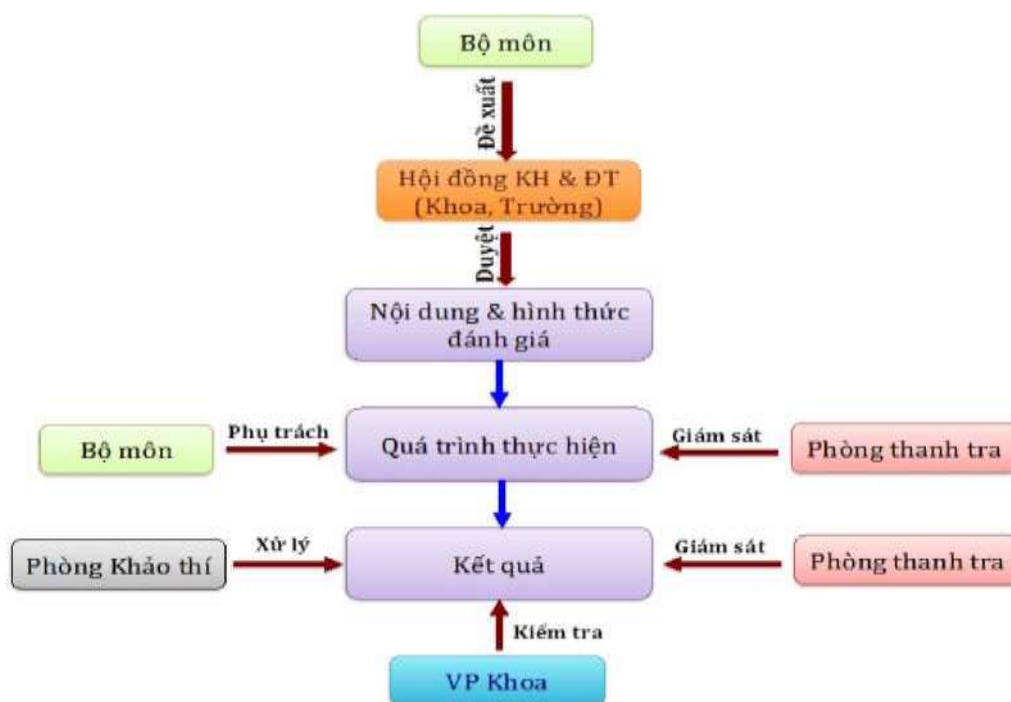 Bộ môn
Đề xuất
Hội đồng KH & ĐT
(Khoa, Trường)
Duyệt
Nội dung & hình thức
đánh giá
Bộ môn
Phụ trách
Quá trình thực hiện
Giám sát
Phòng thanh tra
Phòng Khảo thí
Xử lý
Kết quả
Giám sát
Phòng thanh tra
Kiểm tra
VP Khoa